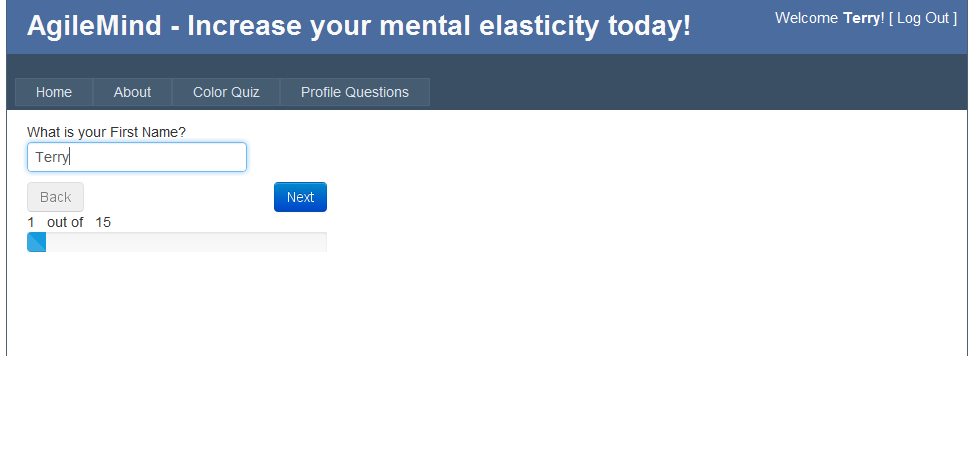 AgileMind - Increase your mental elasticity today!
Welcome Terry! [ Log Out ]
Home About Color Quiz Profile Questions
What is your First Name?
Terry
Back Next
1 out of 15